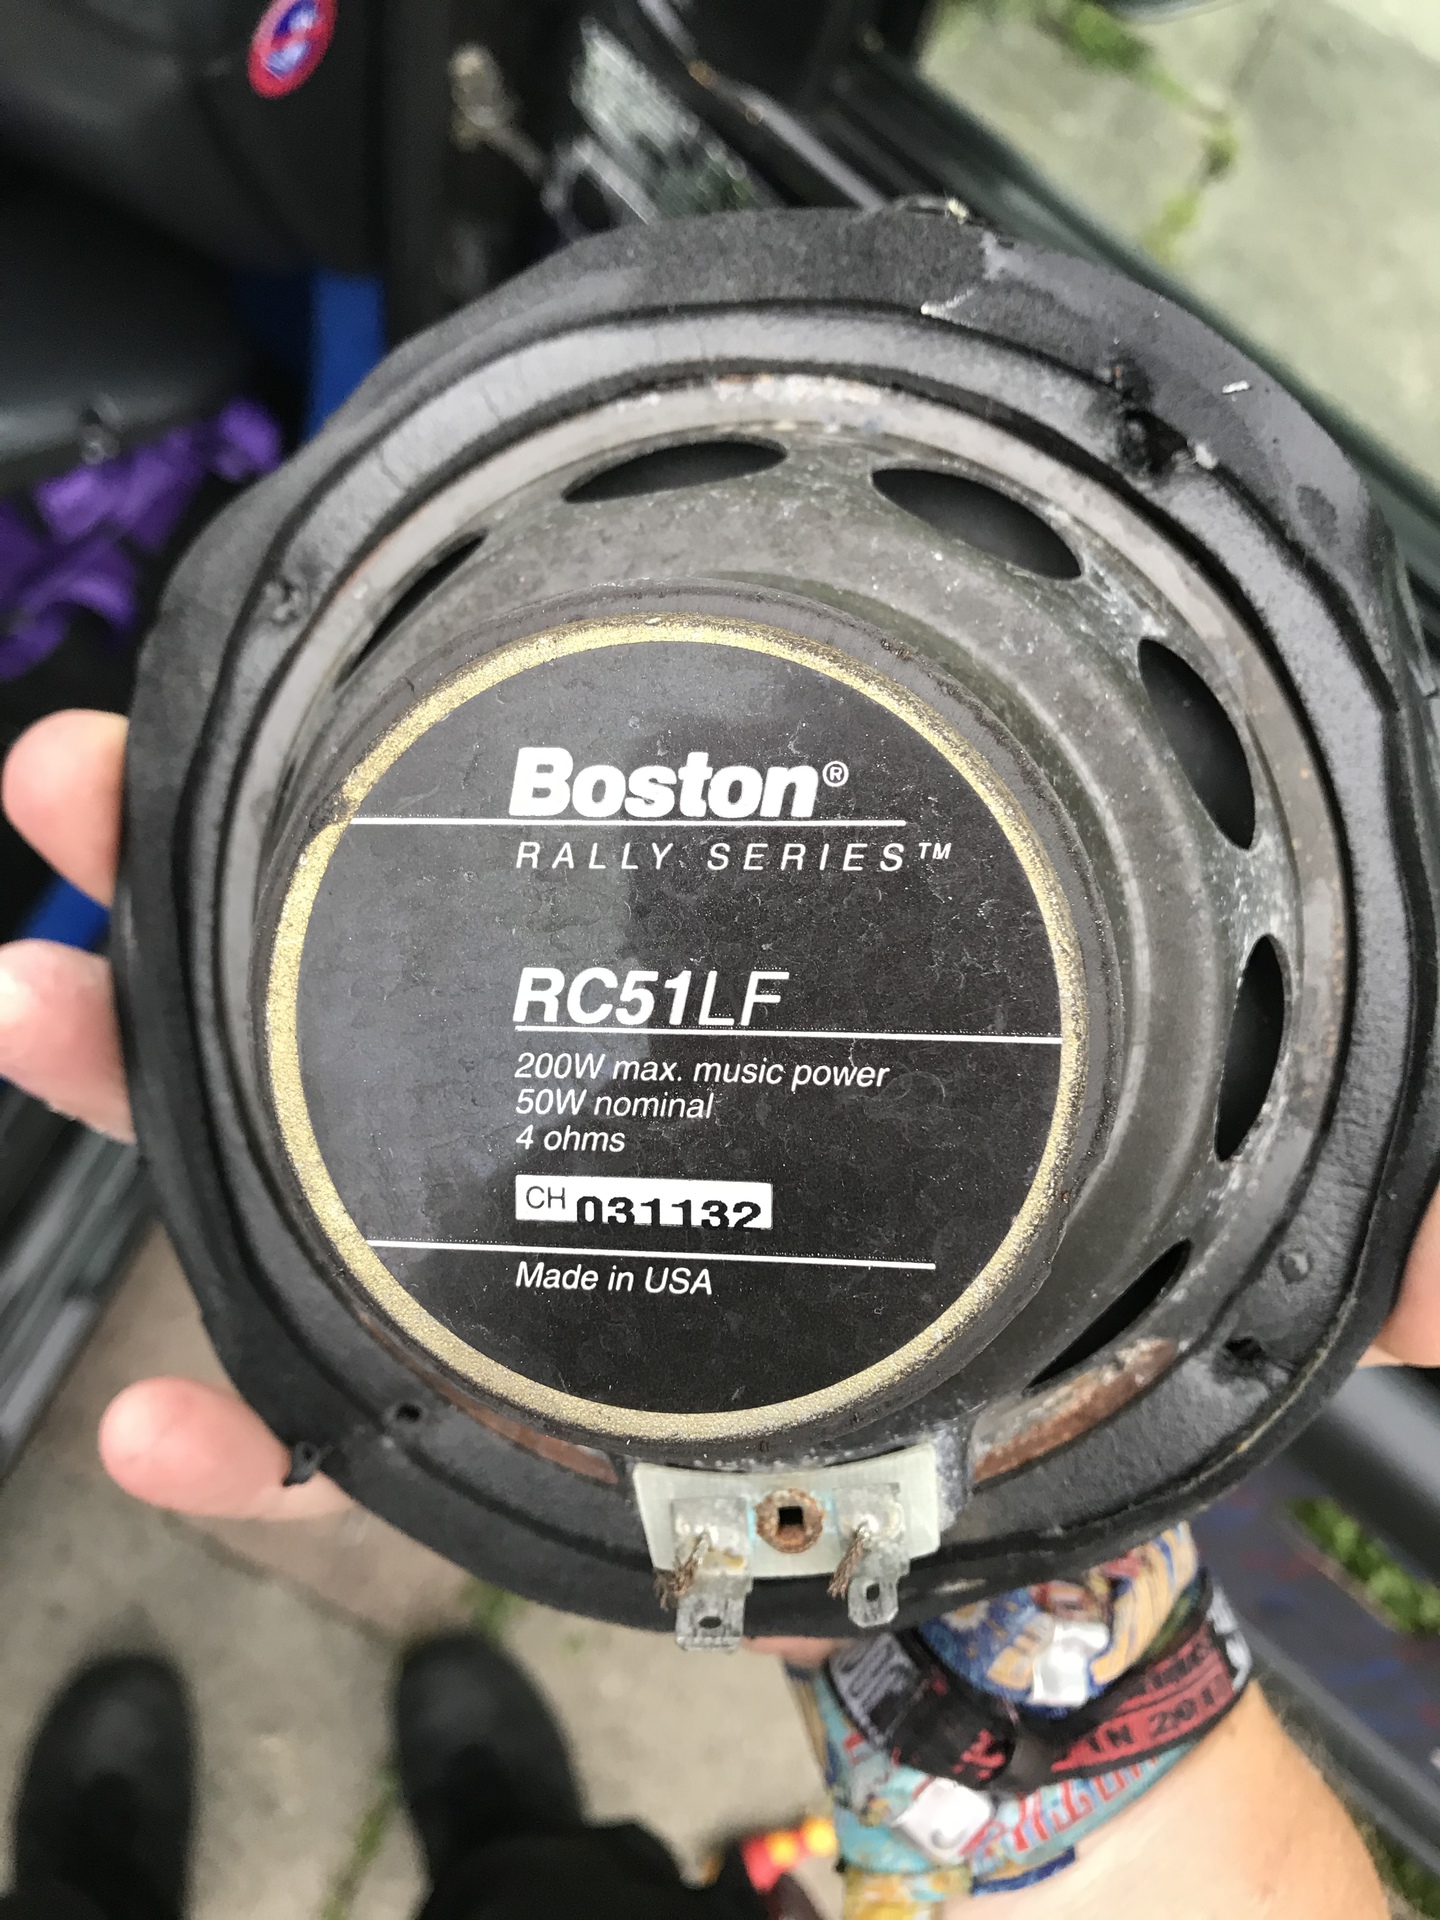 Boston®
RALLY SERIES™
RC51LF
200W max. music power
50W nominal
4 ohms
CH 031132
Made in USA